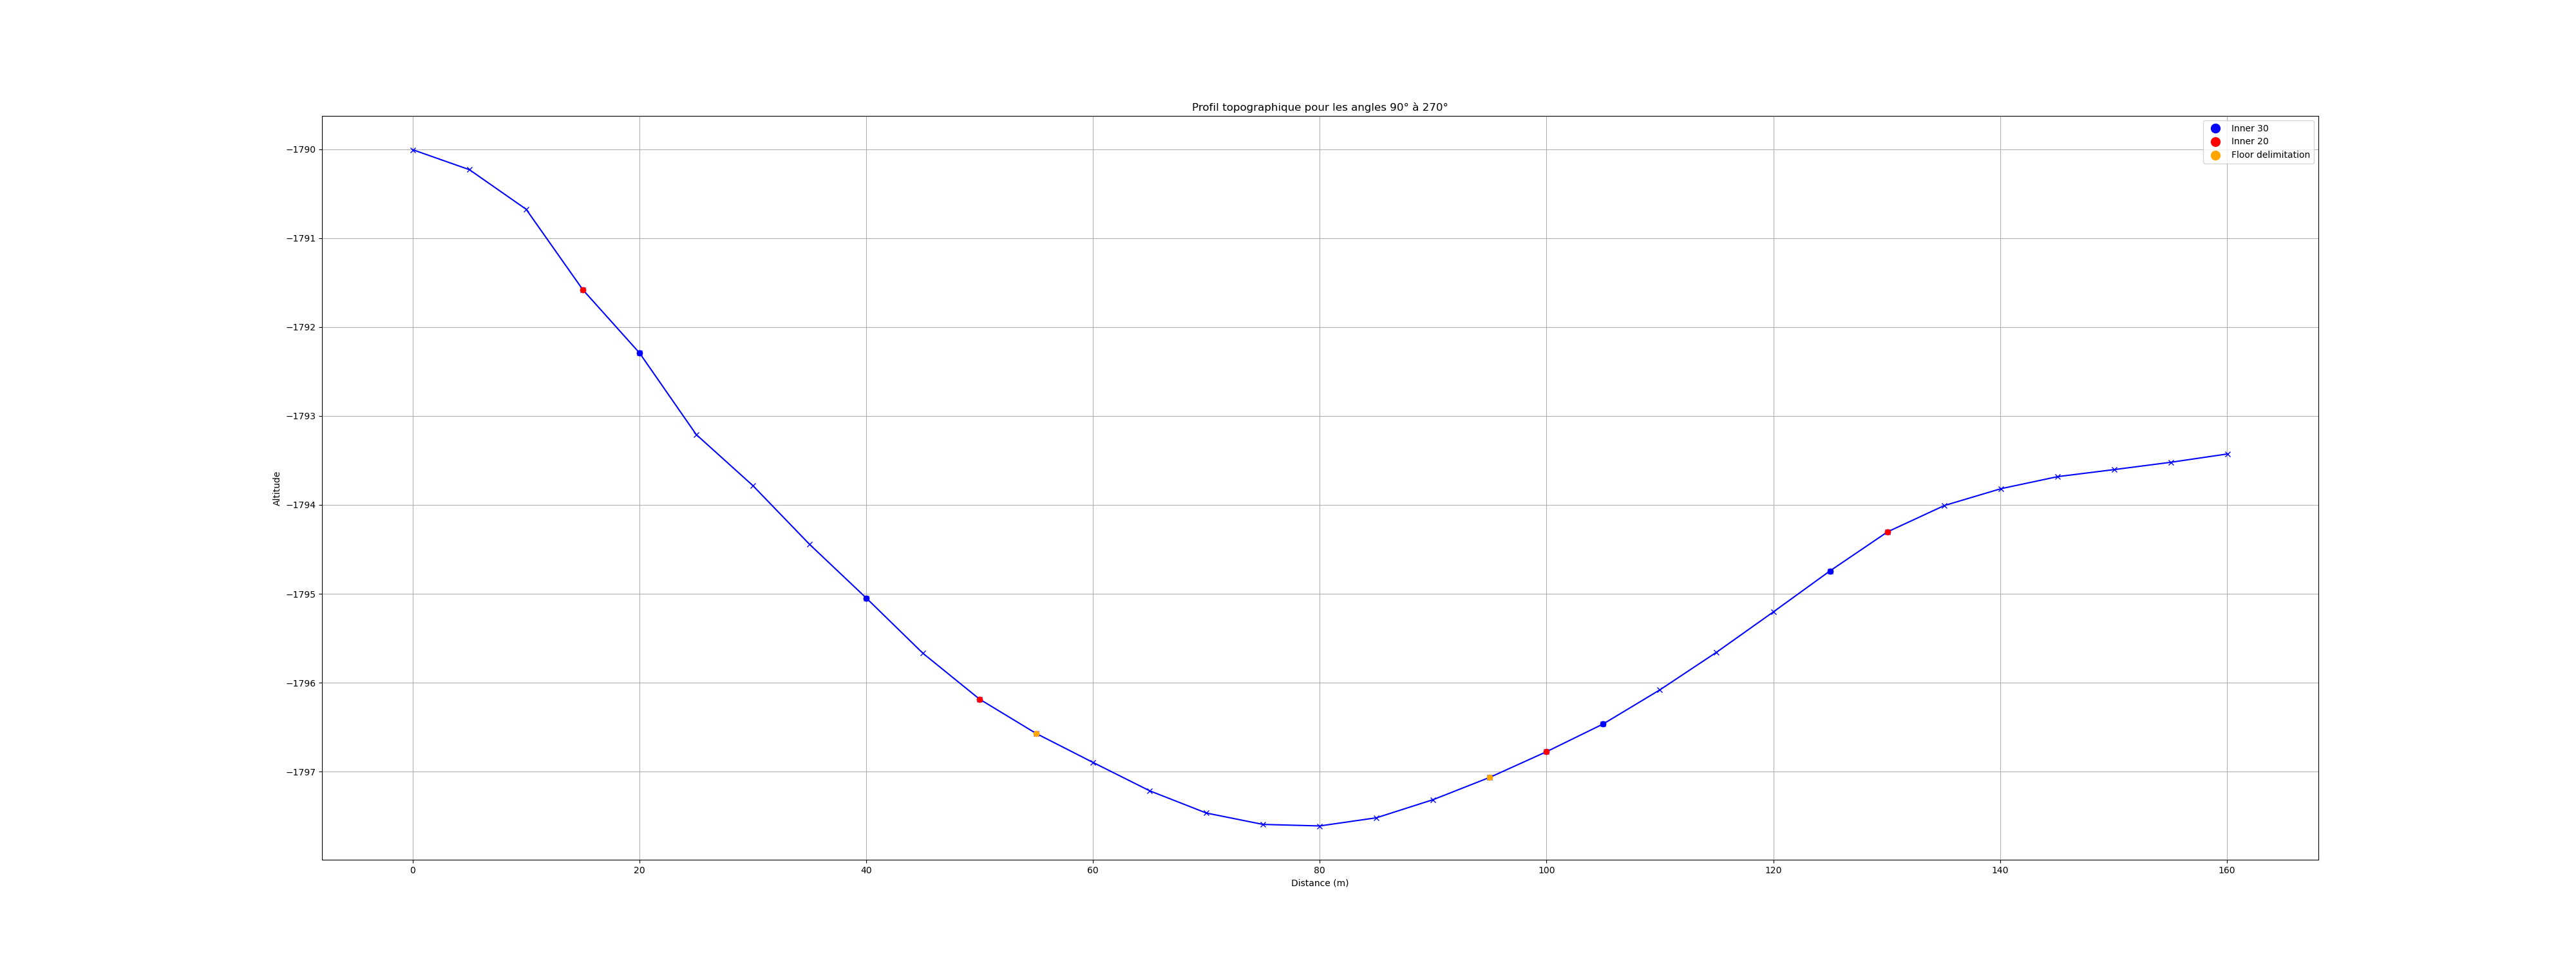 Profil topographique pour les angles 90° à 270°
Inner 30
Inner 20
Floor delimitation
Altitude
−1790
−1791
−1792
−1793
−1794
−1795
−1796
−1797
0 20 40 60 80 100 120 140 160
Distance (m)